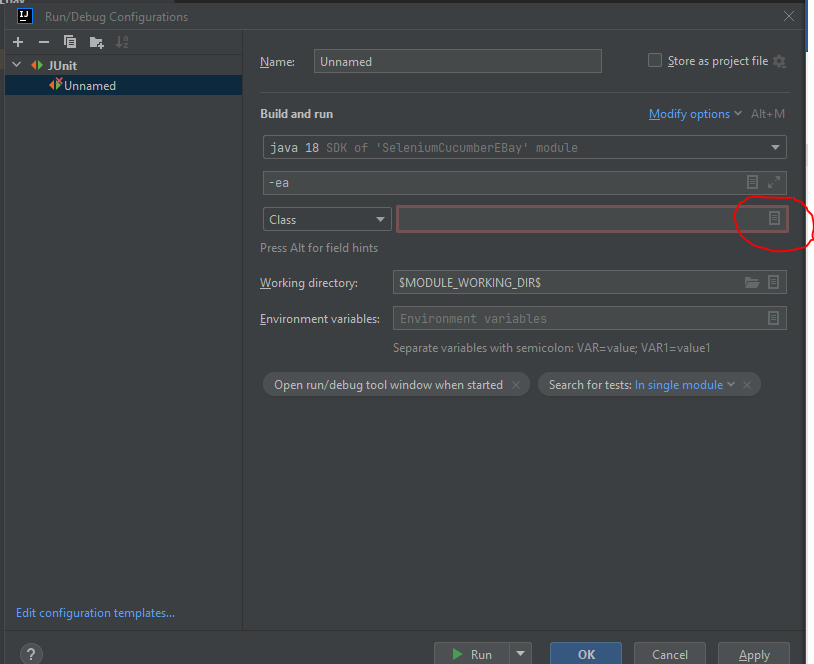 IJ
Run/Debug Configurations
JUnit
Unnamed
Name:
Unnamed
Store as project file
Build and run
Modify options
Alt+M
java 18 SDK of 'SeleniumCucumberEBay' module
-ea
Class
Press Alt for field hints
Working directory:
$MODULE_WORKING_DIR$
Environment variables:
Environment variables
Separate variables with semicolon: VAR=value; VAR1=value1
Open run/debug tool window when started
Search for tests: In single module
Edit configuration templates...
?
Run
OK
Cancel
Apply